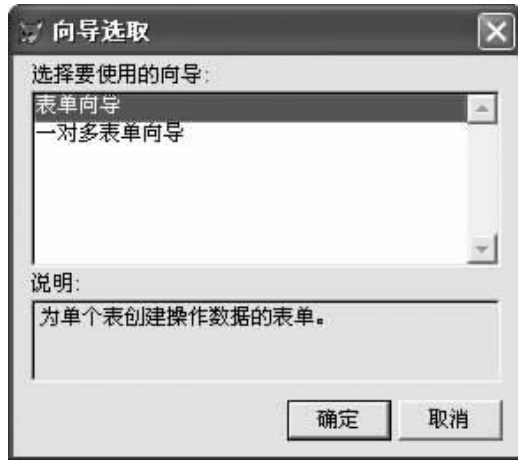 向导选取
选择要使用的向导:
表单向导
一对多表单向导
说明:
为单个表创建操作数据的表单。
确定 取消